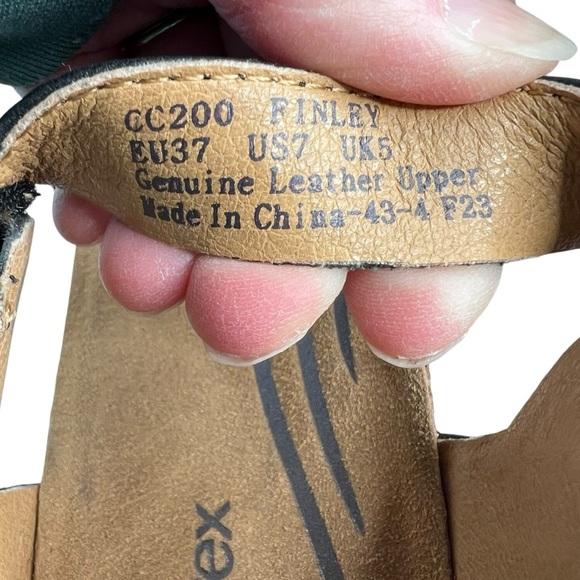 CC200 FINLEY
EU37 US7 UK5
Genuine Leather Upper
Made In China-43-4 F23
ex